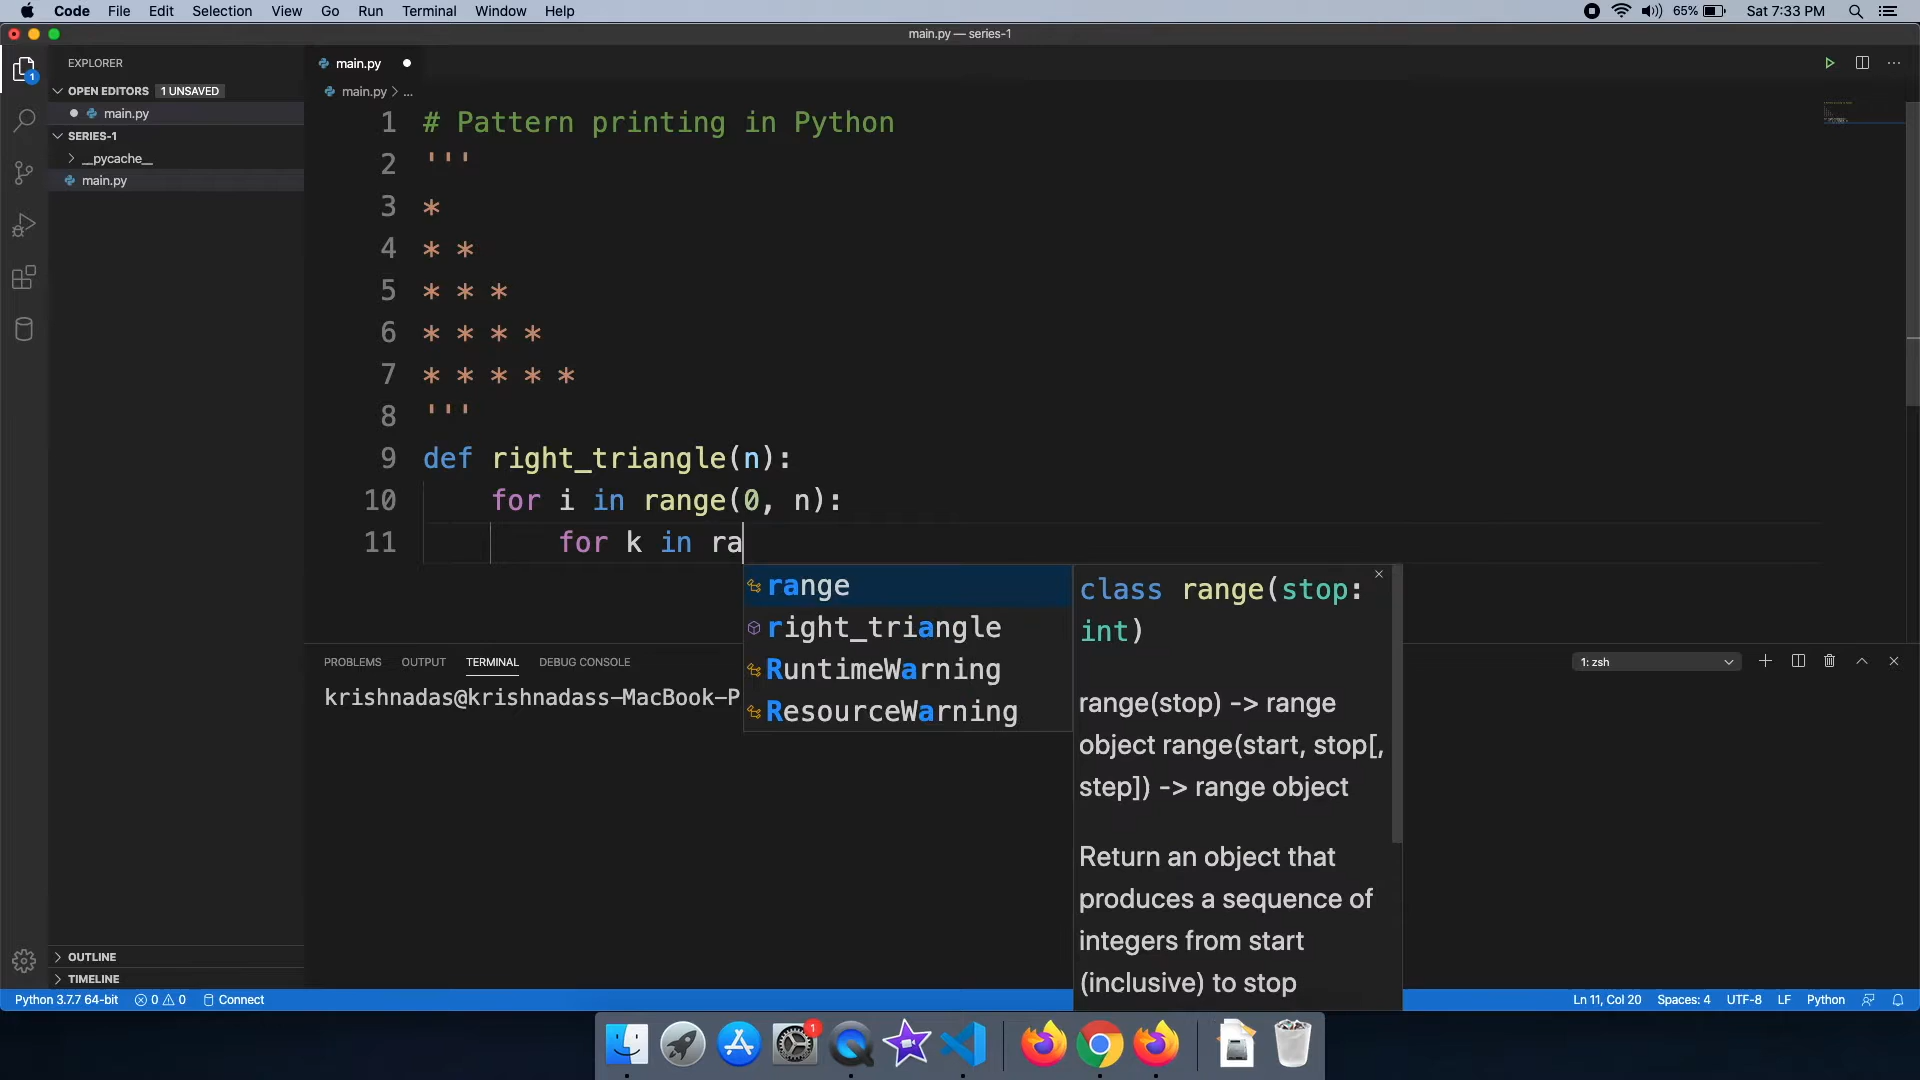 Code File Edit Selection View Go Run Terminal Window Help 65% Sat 7:33 PM
main.py — series-1
EXPLORER
main.py
OPEN EDITORS 1 UNSAVED
main.py > ...
main.py
SERIES-1
__pycache__
main.py
1 # Pattern printing in Python
2 '''
3 *
4 * *
5 * * *
6 * * * *
7 * * * * *
8 '''
9 def right_triangle(n):
10 for i in range(0, n):
11 for k in ra
range
right_triangle
RuntimeWarning
ResourceWarning
class range(stop:
int)
range(stop) -> range
object range(start, stop[,
step]) -> range object
Return an object that
produces a sequence of
integers from start
(inclusive) to stop
PROBLEMS OUTPUT TERMINAL DEBUG CONSOLE 1: zsh
krishnadas@krishnadass-MacBook-P
OUTLINE
TIMELINE
Python 3.7.7 64-bit 0 0 Connect Ln 11, Col 20 Spaces: 4 UTF-8 LF Python
1
1